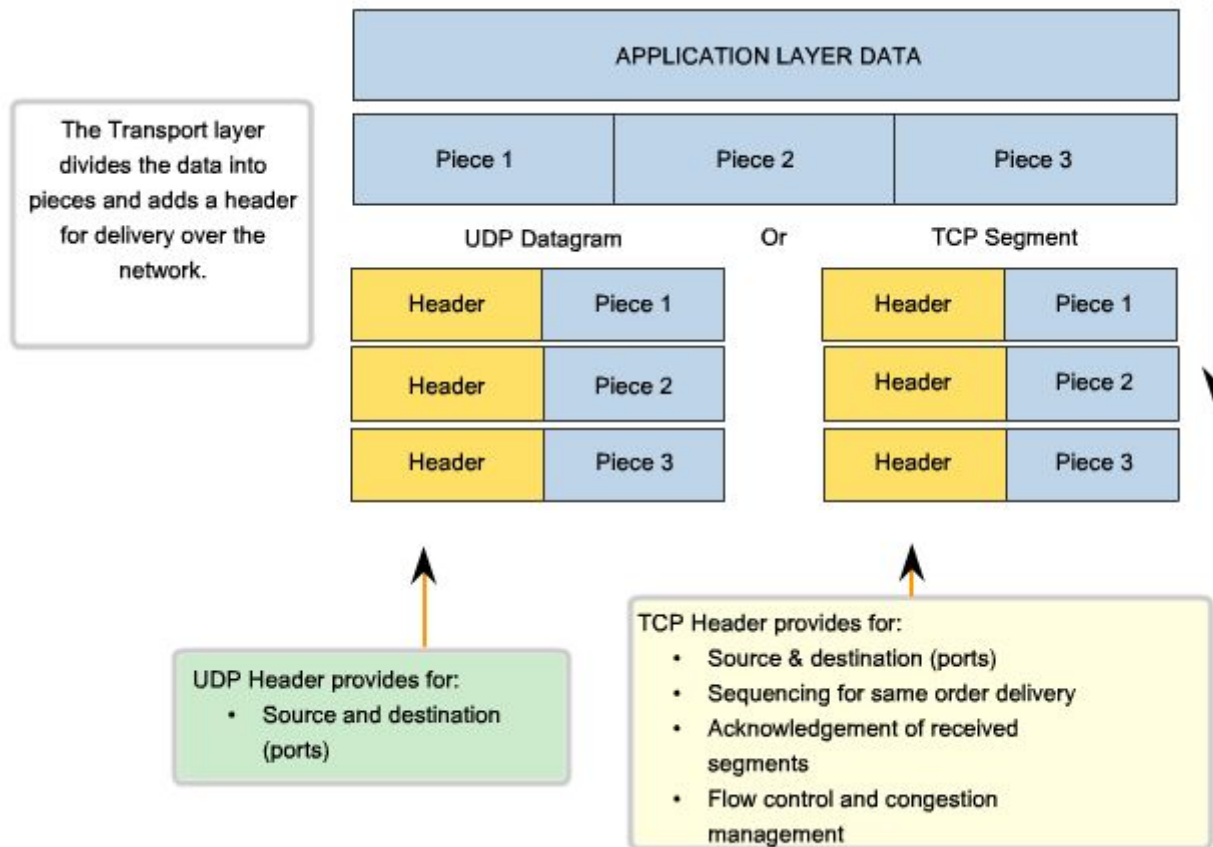 APPLICATION LAYER DATA
The Transport layer
divides the data into
pieces and adds a header
for delivery over the
network.
Piece 1 Piece 2 Piece 3
UDP Datagram Or TCP Segment
Header Piece 1 Header Piece 1
Header Piece 2 Header Piece 2
Header Piece 3 Header Piece 3
UDP Header provides for:
• Source and destination
(ports)
TCP Header provides for:
• Source & destination (ports)
• Sequencing for same order delivery
• Acknowledgement of received
segments
• Flow control and congestion
management